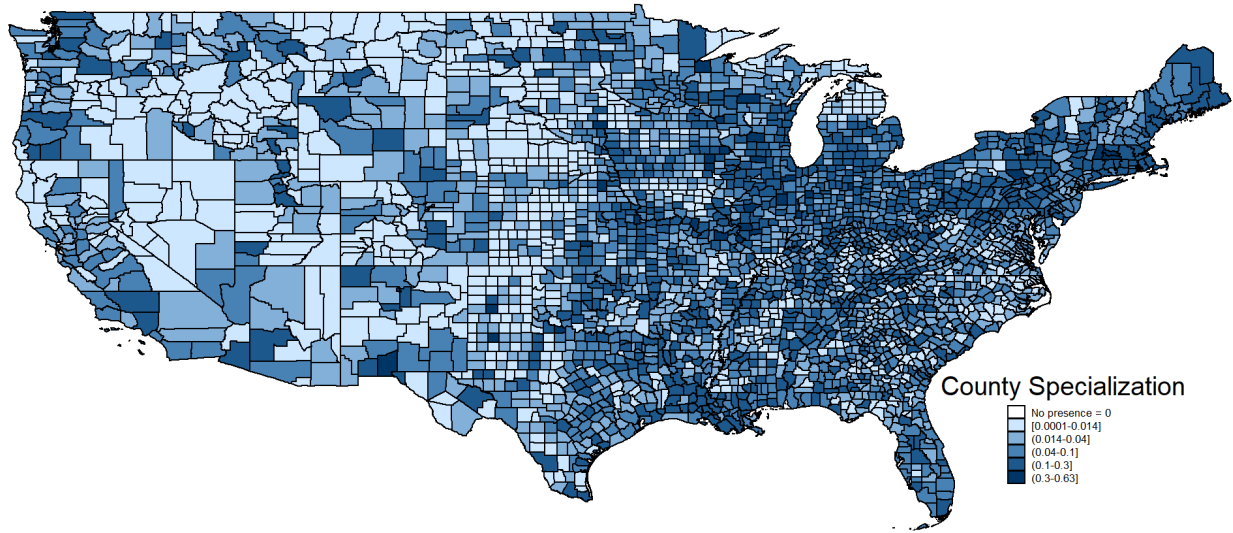 County Specialization
No presence = 0
[0.0001-0.014]
(0.014-0.04]
(0.04-0.1]
(0.1-0.3]
(0.3-0.63]